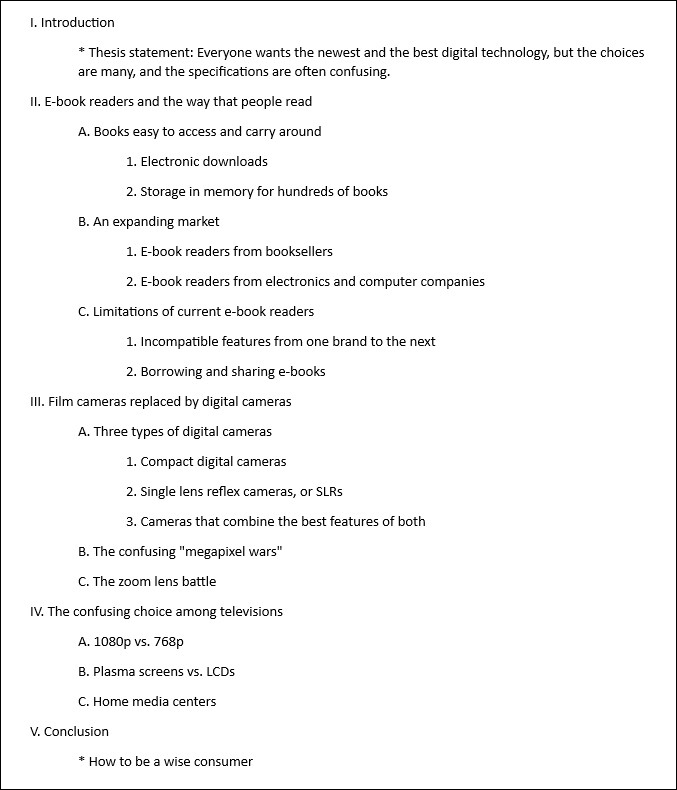 I. Introduction
* Thesis statement: Everyone wants the newest and the best digital technology, but the choices
are many, and the specifications are often confusing.
II. E-book readers and the way that people read
A. Books easy to access and carry around
1. Electronic downloads
2. Storage in memory for hundreds of books
B. An expanding market
1. E-book readers from booksellers
2. E-book readers from electronics and computer companies
C. Limitations of current e-book readers
1. Incompatible features from one brand to the next
2. Borrowing and sharing e-books
III. Film cameras replaced by digital cameras
A. Three types of digital cameras
1. Compact digital cameras
2. Single lens reflex cameras, or SLRs
3. Cameras that combine the best features of both
B. The confusing "megapixel wars"
C. The zoom lens battle
IV. The confusing choice among televisions
A. 1080p vs. 768p
B. Plasma screens vs. LCDs
C. Home media centers
V. Conclusion
* How to be a wise consumer